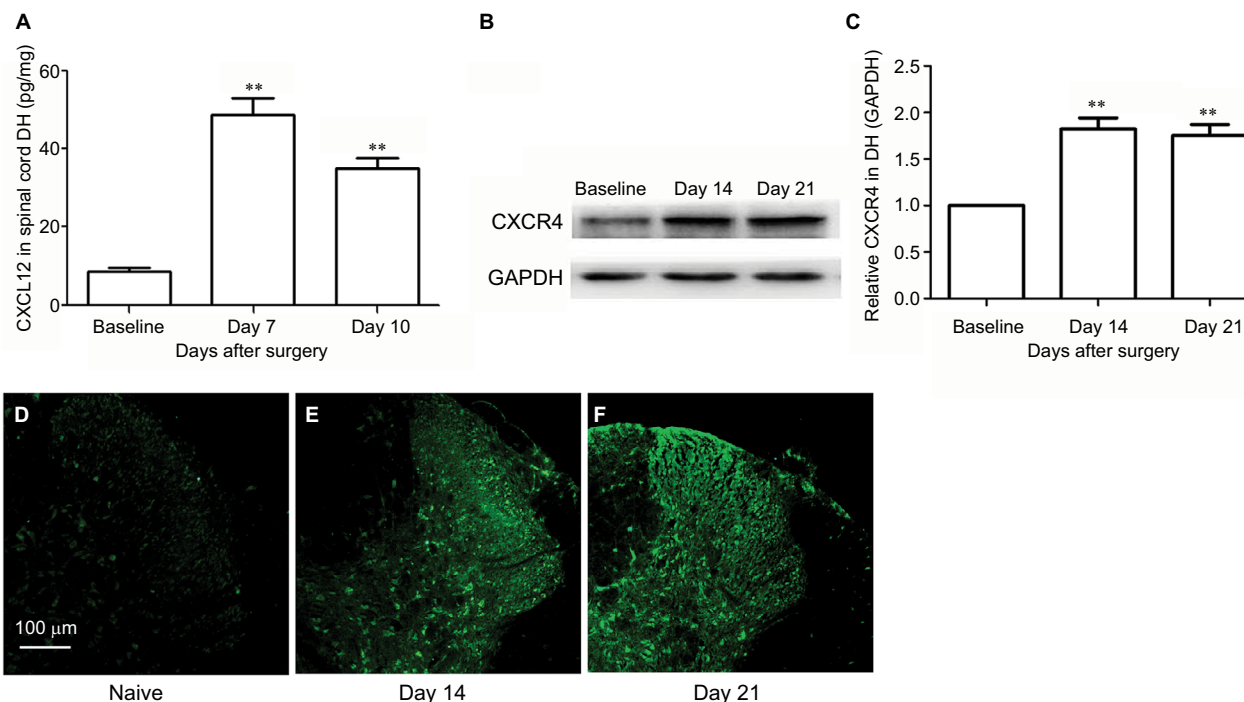 A
CXCL12 in spinal cord DH (pg/mg)
60
40
20
0
**
**
Baseline Day 7 Day 10
Days after surgery
B
Baseline Day 14 Day 21
CXCR4
GAPDH
C
Relative CXCR4 in DH (GAPDH)
2.5
2.0
1.5
1.0
0.5
0.0
**
**
Baseline Day 14 Day 21
Days after surgery
D
100 μm
Naive
E
Day 14
F
Day 21